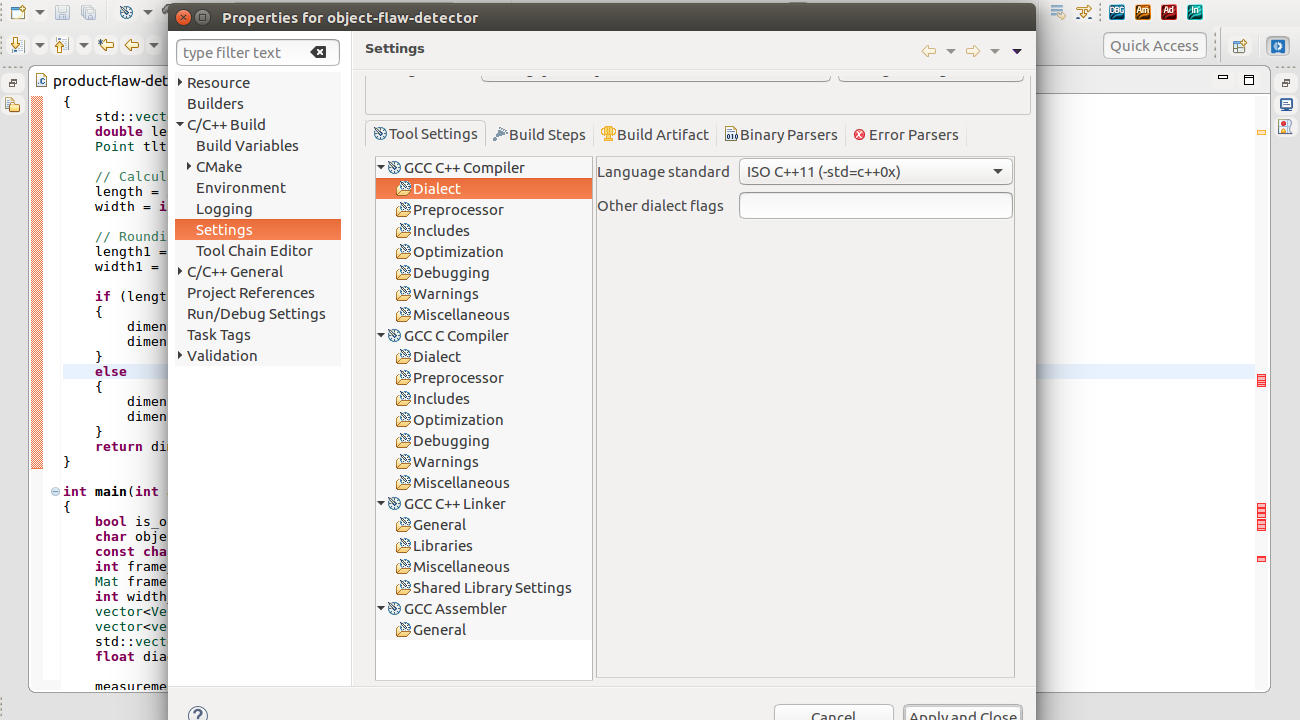 Properties for object-flaw-detector
DBG Am Ad In
Quick Access
type filter text
Settings
Resource
Builders
C/C++ Build
Build Variables
CMake
Environment
Logging
Settings
Tool Chain Editor
C/C++ General
Project References
Run/Debug Settings
Task Tags
Validation
Tool Settings
Build Steps
Build Artifact
Binary Parsers
Error Parsers
GCC C++ Compiler
Dialect
Preprocessor
Includes
Optimization
Debugging
Warnings
Miscellaneous
GCC C Compiler
Dialect
Preprocessor
Includes
Optimization
Debugging
Warnings
Miscellaneous
GCC C++ Linker
General
Libraries
Miscellaneous
Shared Library Settings
GCC Assembler
General
Language standard
ISO C++11 (-std=c++0x)
Other dialect flags
Cancel
Apply and Close
product-flaw-det
{
std::vect
double le
Point tlt
// Calcul
length =
width = i
// Roundi
length1 =
width1 =
if (lengt
{
dimen
dimen
}
else
{
dimen
dimen
}
return di
}
int main(int
{
bool is_o
char obje
const cha
int frame
Mat frame
int width
vector<Ve
vector<ve
std::vect
float dia
measureme